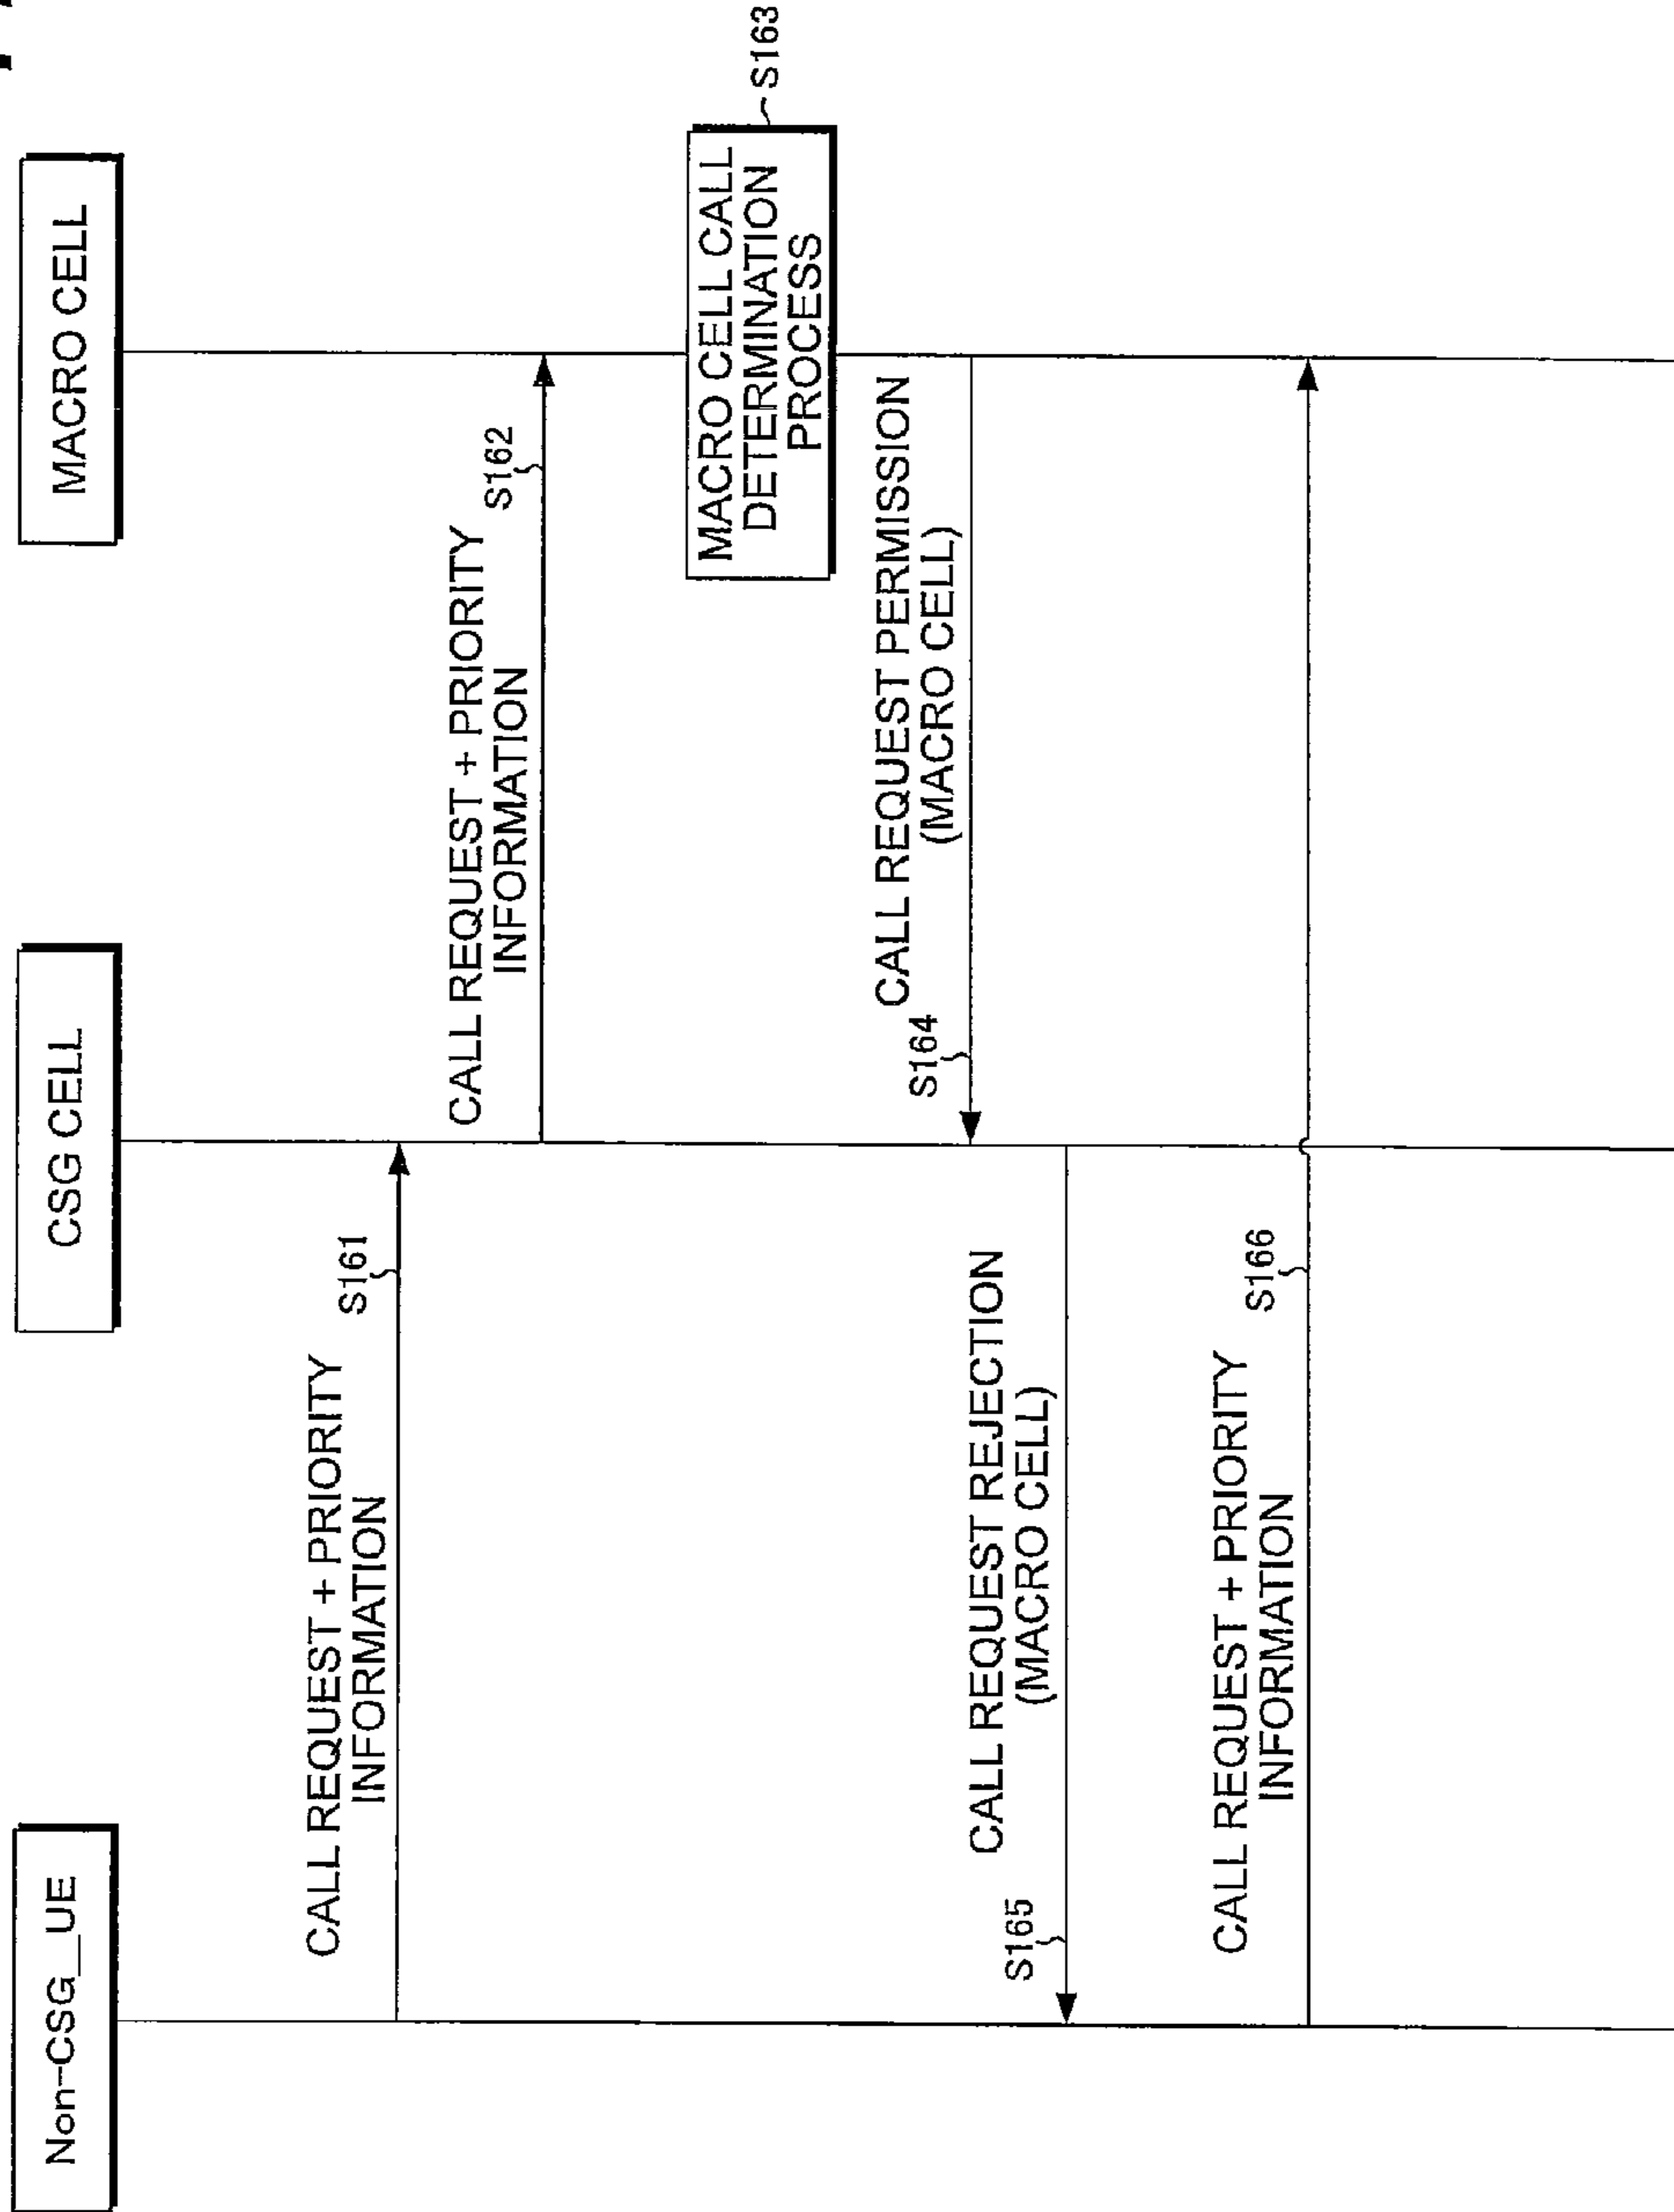 Non-CSG_UE
CSG CELL
MACRO CELL
CALL REQUEST + PRIORITY
INFORMATION
S161
CALL REQUEST + PRIORITY
INFORMATION
S162
MACRO CELL CALL
DETERMINATION
PROCESS
S163
CALL REQUEST PERMISSION
(MACRO CELL)
S164
CALL REQUEST REJECTION
(MACRO CELL)
S165
CALL REQUEST + PRIORITY
INFORMATION
S166